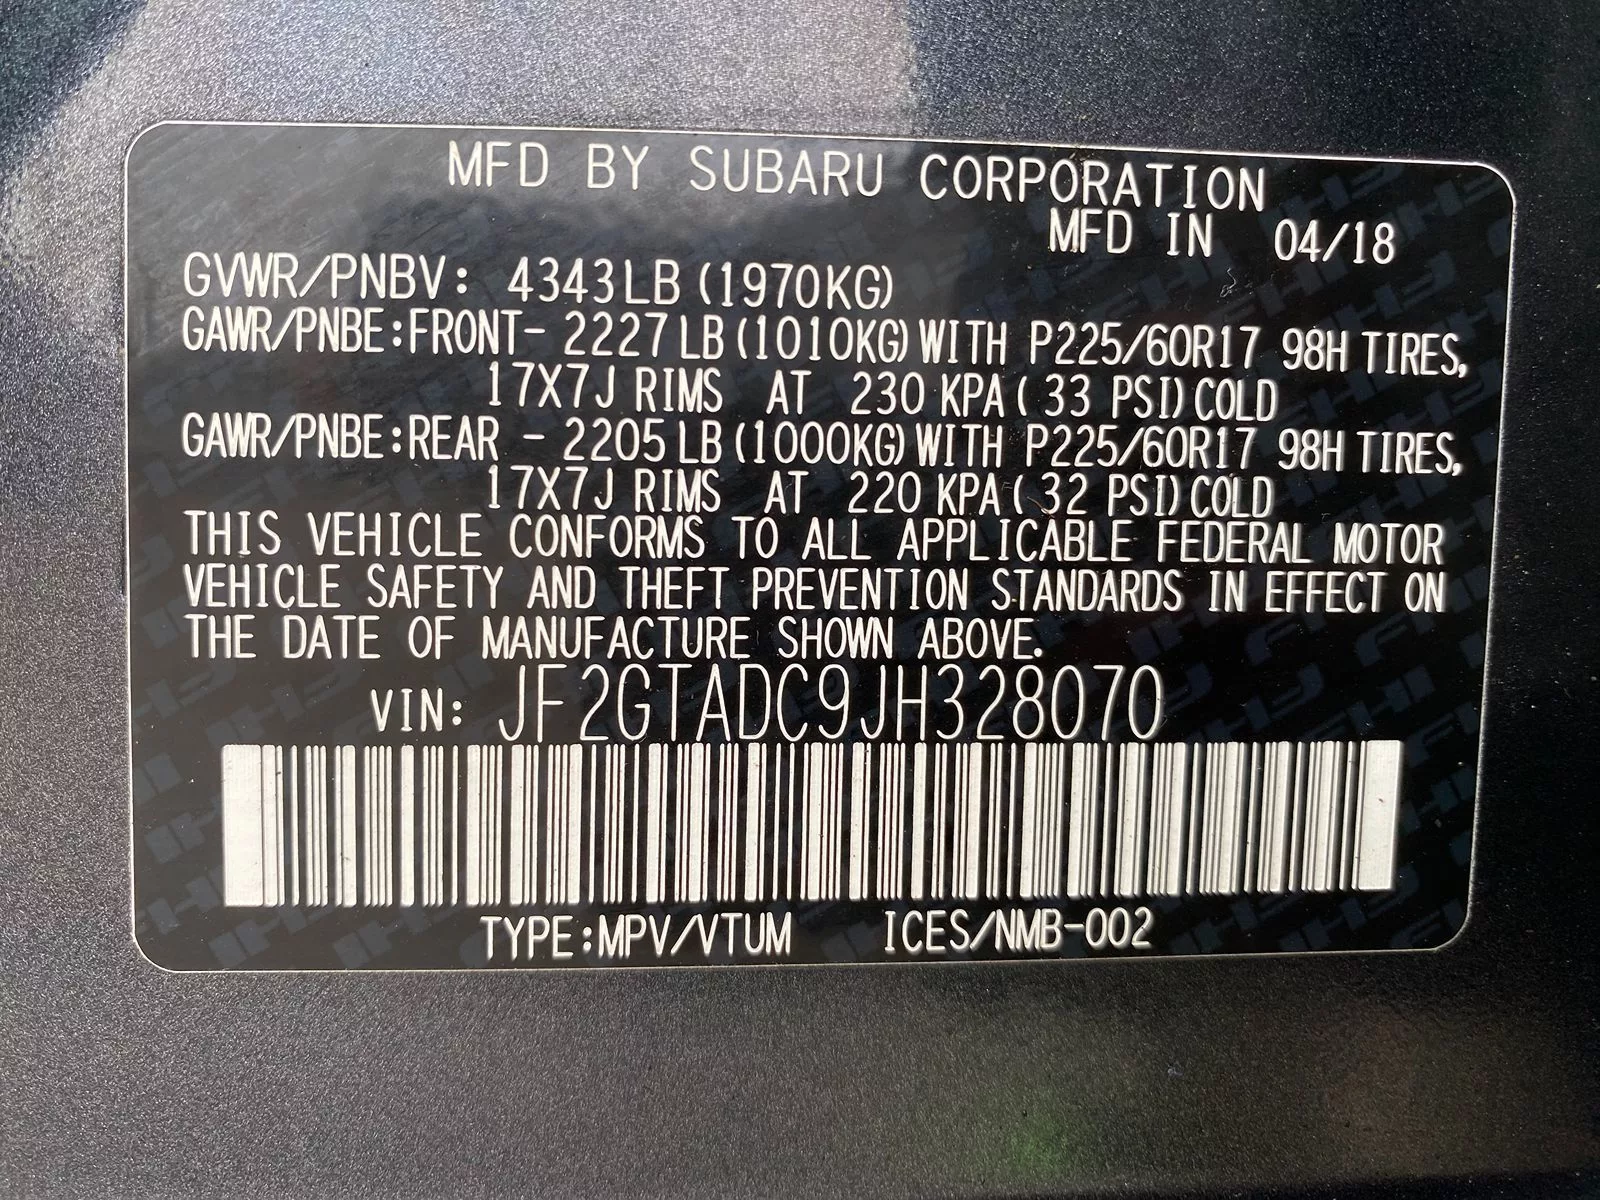 MFD BY SUBARU CORPORATION
MFD IN 04/18
GVWR/PNBV: 4343LB (1970KG)
GAWR/PNBE:FRONT- 2227LB(1010KG)WITH P225/60R17 98H TIRES,
17X7J RIMS AT 230 KPA( 33 PSI)COLD
GAWR/PNBE:REAR - 2205LB(1000KG)WITH P225/60R17 98H TIRES,
17X7J RIMS AT 220 KPA( 32 PSI)COLD
THIS VEHICLE CONFORMS TO ALL APPLICABLE FEDERAL MOTOR
VEHICLE SAFETY AND THEFT PREVENTION STANDARDS IN EFFECT ON
THE DATE OF MANUFACTURE SHOWN ABOVE.
VIN: JF2GTADC9JH328070
TYPE:MPV/VTUM ICES/NMB-002